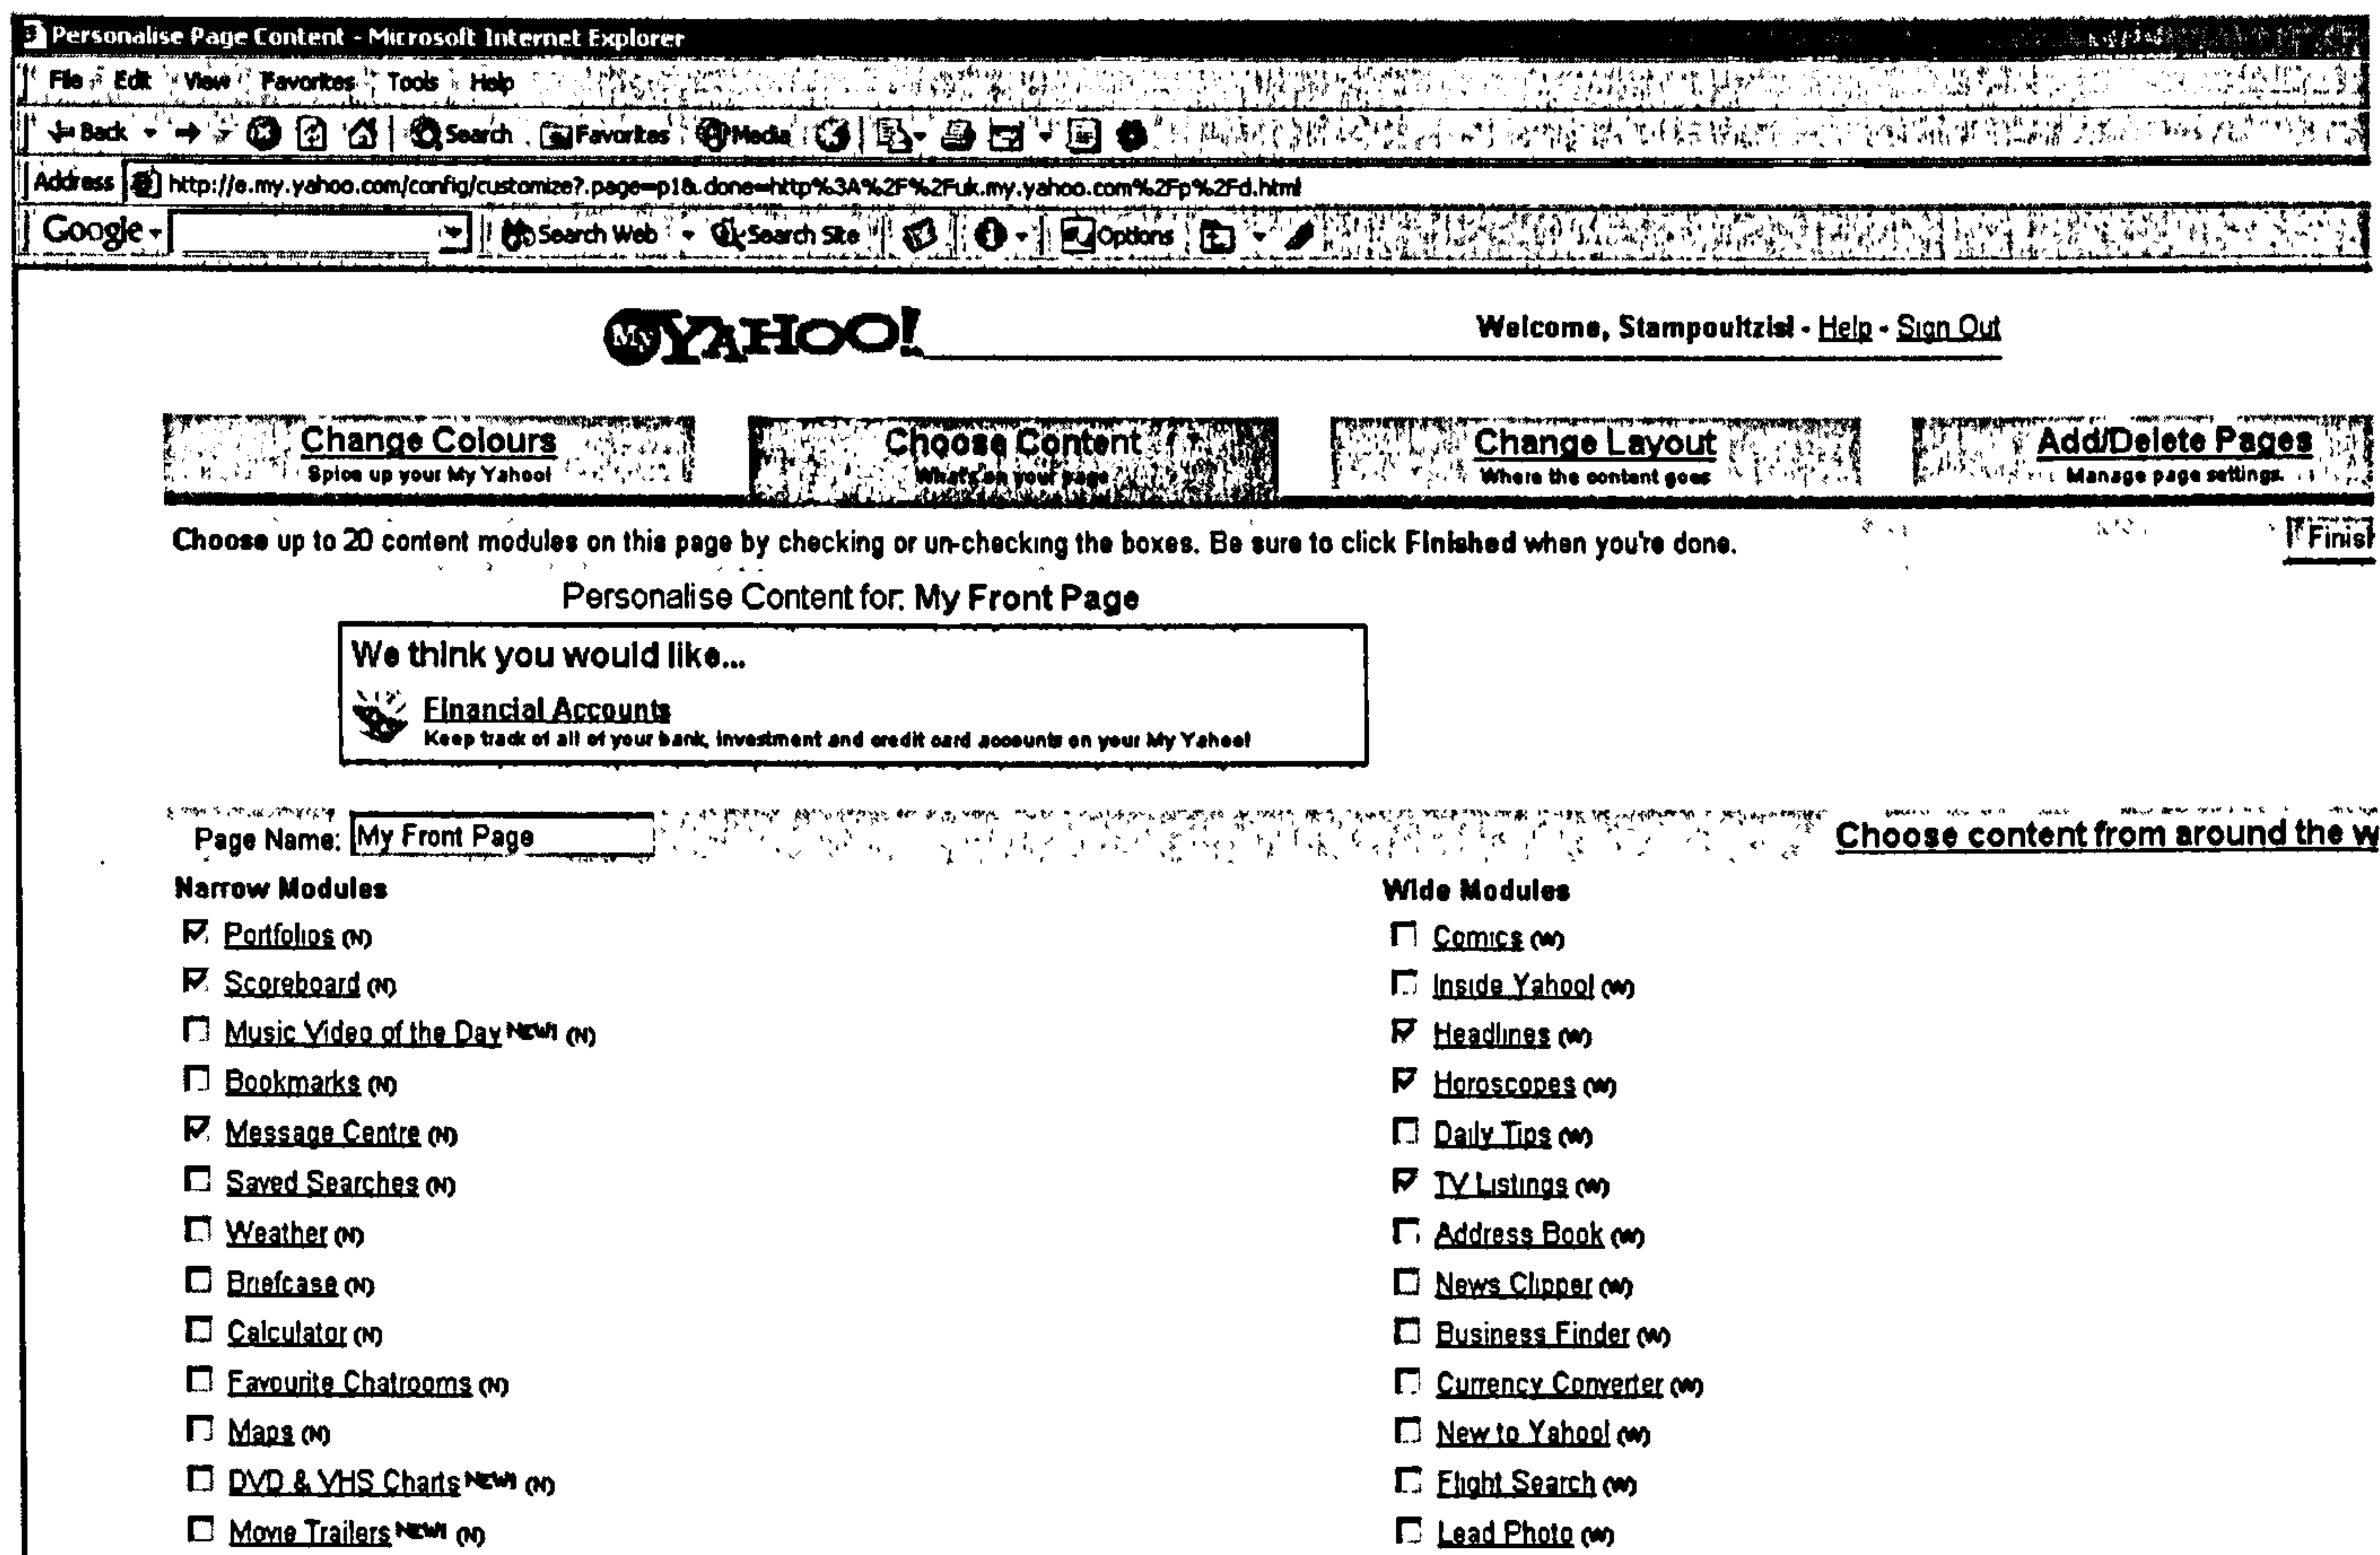 Personalise Page Content - Microsoft Internet Explorer
File Edit View Favorites Tools Help
Back Search Favorites Media
Address http://e.my.yahoo.com/config/customize?.page=p1&.done=http%3A%2F%2Fuk.my.yahoo.com%2Fp%2Fd.html
Google Search Web Search Site Options
My YAHOO! Welcome, Stampoultzisl - Help - Sign Out
Change Colours Choose Content Change Layout Add/Delete Pages
Spice up your My Yahoo! What's on your page Where the content goes Manage page settings.
Choose up to 20 content modules on this page by checking or un-checking the boxes. Be sure to click Finished when you're done. Finish
Personalise Content for: My Front Page
We think you would like...
Financial Accounts
Keep track of all of your bank, investment and credit card accounts on your My Yahoo!
Page Name: My Front Page Choose content from around the w
Narrow Modules
Portfolios (N)
Scoreboard (N)
Music Video of the Day NEW! (N)
Bookmarks (N)
Message Centre (N)
Saved Searches (N)
Weather (N)
Briefcase (N)
Calculator (N)
Favourite Chatrooms (N)
Maps (N)
DVD & VHS Charts NEW! (N)
Movie Trailers NEW! (N)
Wide Modules
Comics (W)
Inside Yahoo! (W)
Headlines (W)
Horoscopes (W)
Daily Tips (W)
TV Listings (W)
Address Book (W)
News Clipper (W)
Business Finder (W)
Currency Converter (W)
New to Yahoo! (W)
Flight Search (W)
Lead Photo (W)